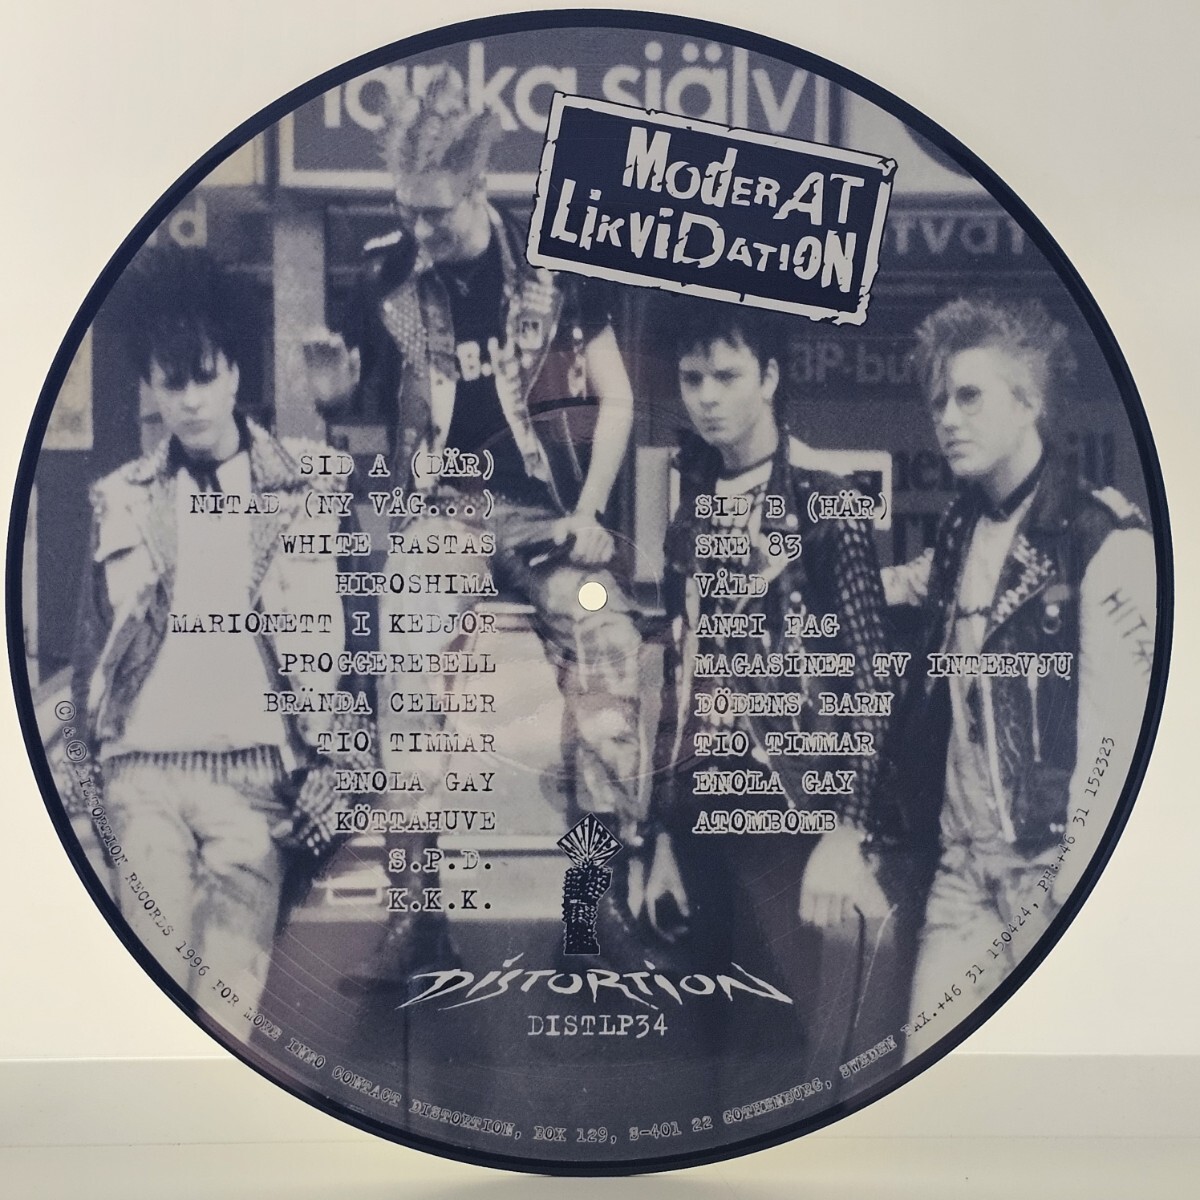 tanka själv
MODERAT
LIKVIDATION
SID A (DÄR)
NITAD (NY VÅG...)
WHITE RASTAS
HIROSHIMA
MARIONETT I KEDJOR
PROGGEREBELL
BRÄNDA CELLER
TIO TIMMAR
ENOLA GAY
KÖTTAHUVE
S.P.D.
K.K.K.
SID B (HÄR)
SNE 83
VÅLD
ANTI FAG
MAGASINET TV INTERVJU
DÖDENS BARN
TIO TIMMAR
ENOLA GAY
ATOMBOMB
DISTORTION
DISTLP34
© & ℗ DISTORTION RECORDS 1996 FOR MORE INFO CONTACT DISTORTION, BOX 129, S-401 22 GOTHENBURG, SWEDEN FAX.+46 31 150424, PH:+46 31 152323